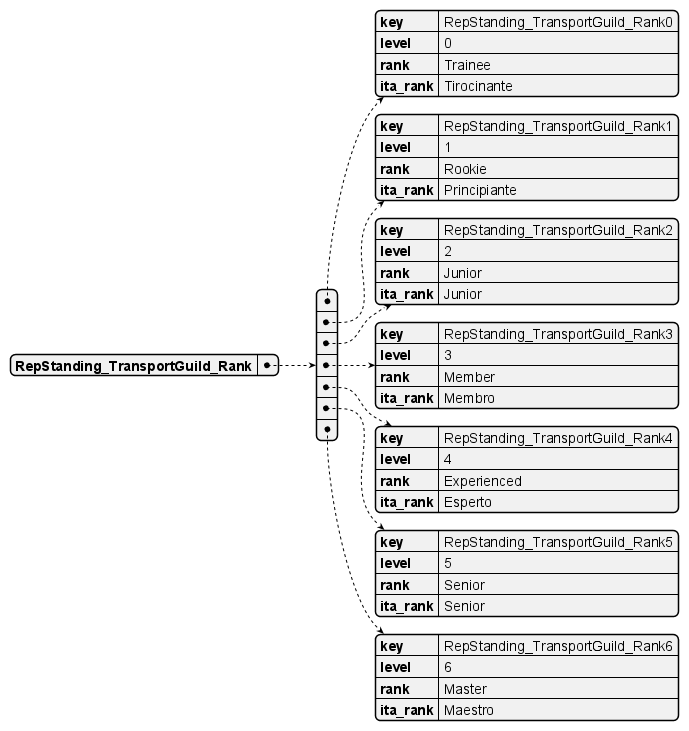 key RepStanding_TransportGuild_Rank0
level 0
rank Trainee
ita_rank Tirocinante
key RepStanding_TransportGuild_Rank1
level 1
rank Rookie
ita_rank Principiante
key RepStanding_TransportGuild_Rank2
level 2
rank Junior
ita_rank Junior
RepStanding_TransportGuild_Rank
key RepStanding_TransportGuild_Rank3
level 3
rank Member
ita_rank Membro
key RepStanding_TransportGuild_Rank4
level 4
rank Experienced
ita_rank Esperto
key RepStanding_TransportGuild_Rank5
level 5
rank Senior
ita_rank Senior
key RepStanding_TransportGuild_Rank6
level 6
rank Master
ita_rank Maestro